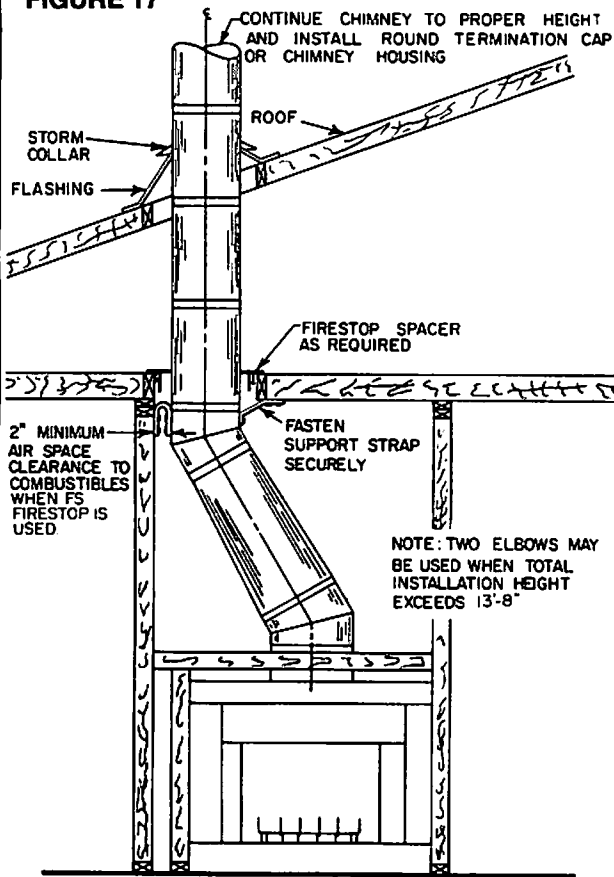 FIGURE 17
℄
CONTINUE CHIMNEY TO PROPER HEIGHT
AND INSTALL ROUND TERMINATION CAP
OR CHIMNEY HOUSING
ROOF
STORM
COLLAR
FLASHING
FIRESTOP SPACER
AS REQUIRED
2" MINIMUM
AIR SPACE
CLEARANCE TO
COMBUSTIBLES
WHEN FS
FIRESTOP IS
USED.
FASTEN
SUPPORT STRAP
SECURELY
NOTE: TWO ELBOWS MAY
BE USED WHEN TOTAL
INSTALLATION HEIGHT
EXCEEDS 13'-8"